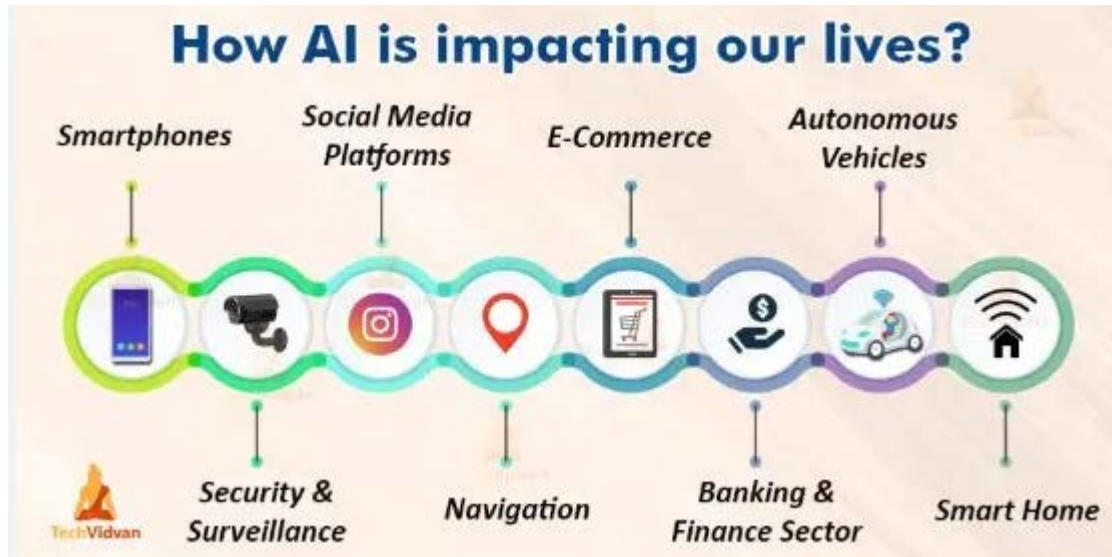 How AI is impacting our lives?
Smartphones
Social Media
Platforms
E-Commerce
Autonomous
Vehicles
Security &
Surveillance
Navigation
Banking &
Finance Sector
Smart Home
TechVidvan